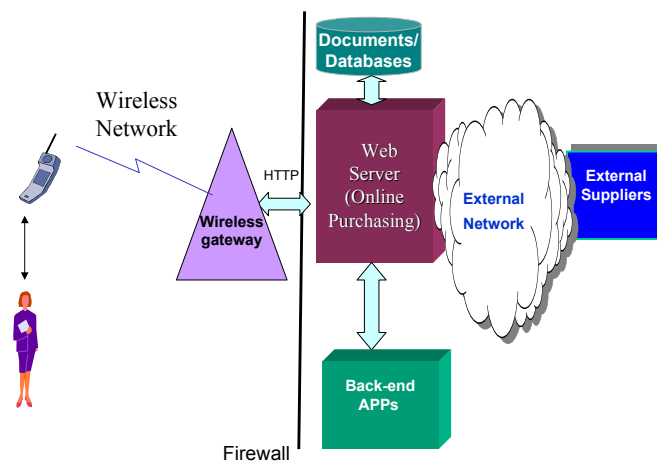 Documents/
Databases
Wireless
Network
HTTP
Web
Server
(Online
Purchasing)
External
Network
External
Suppliers
Wireless
gateway
Back-end
APPs
Firewall